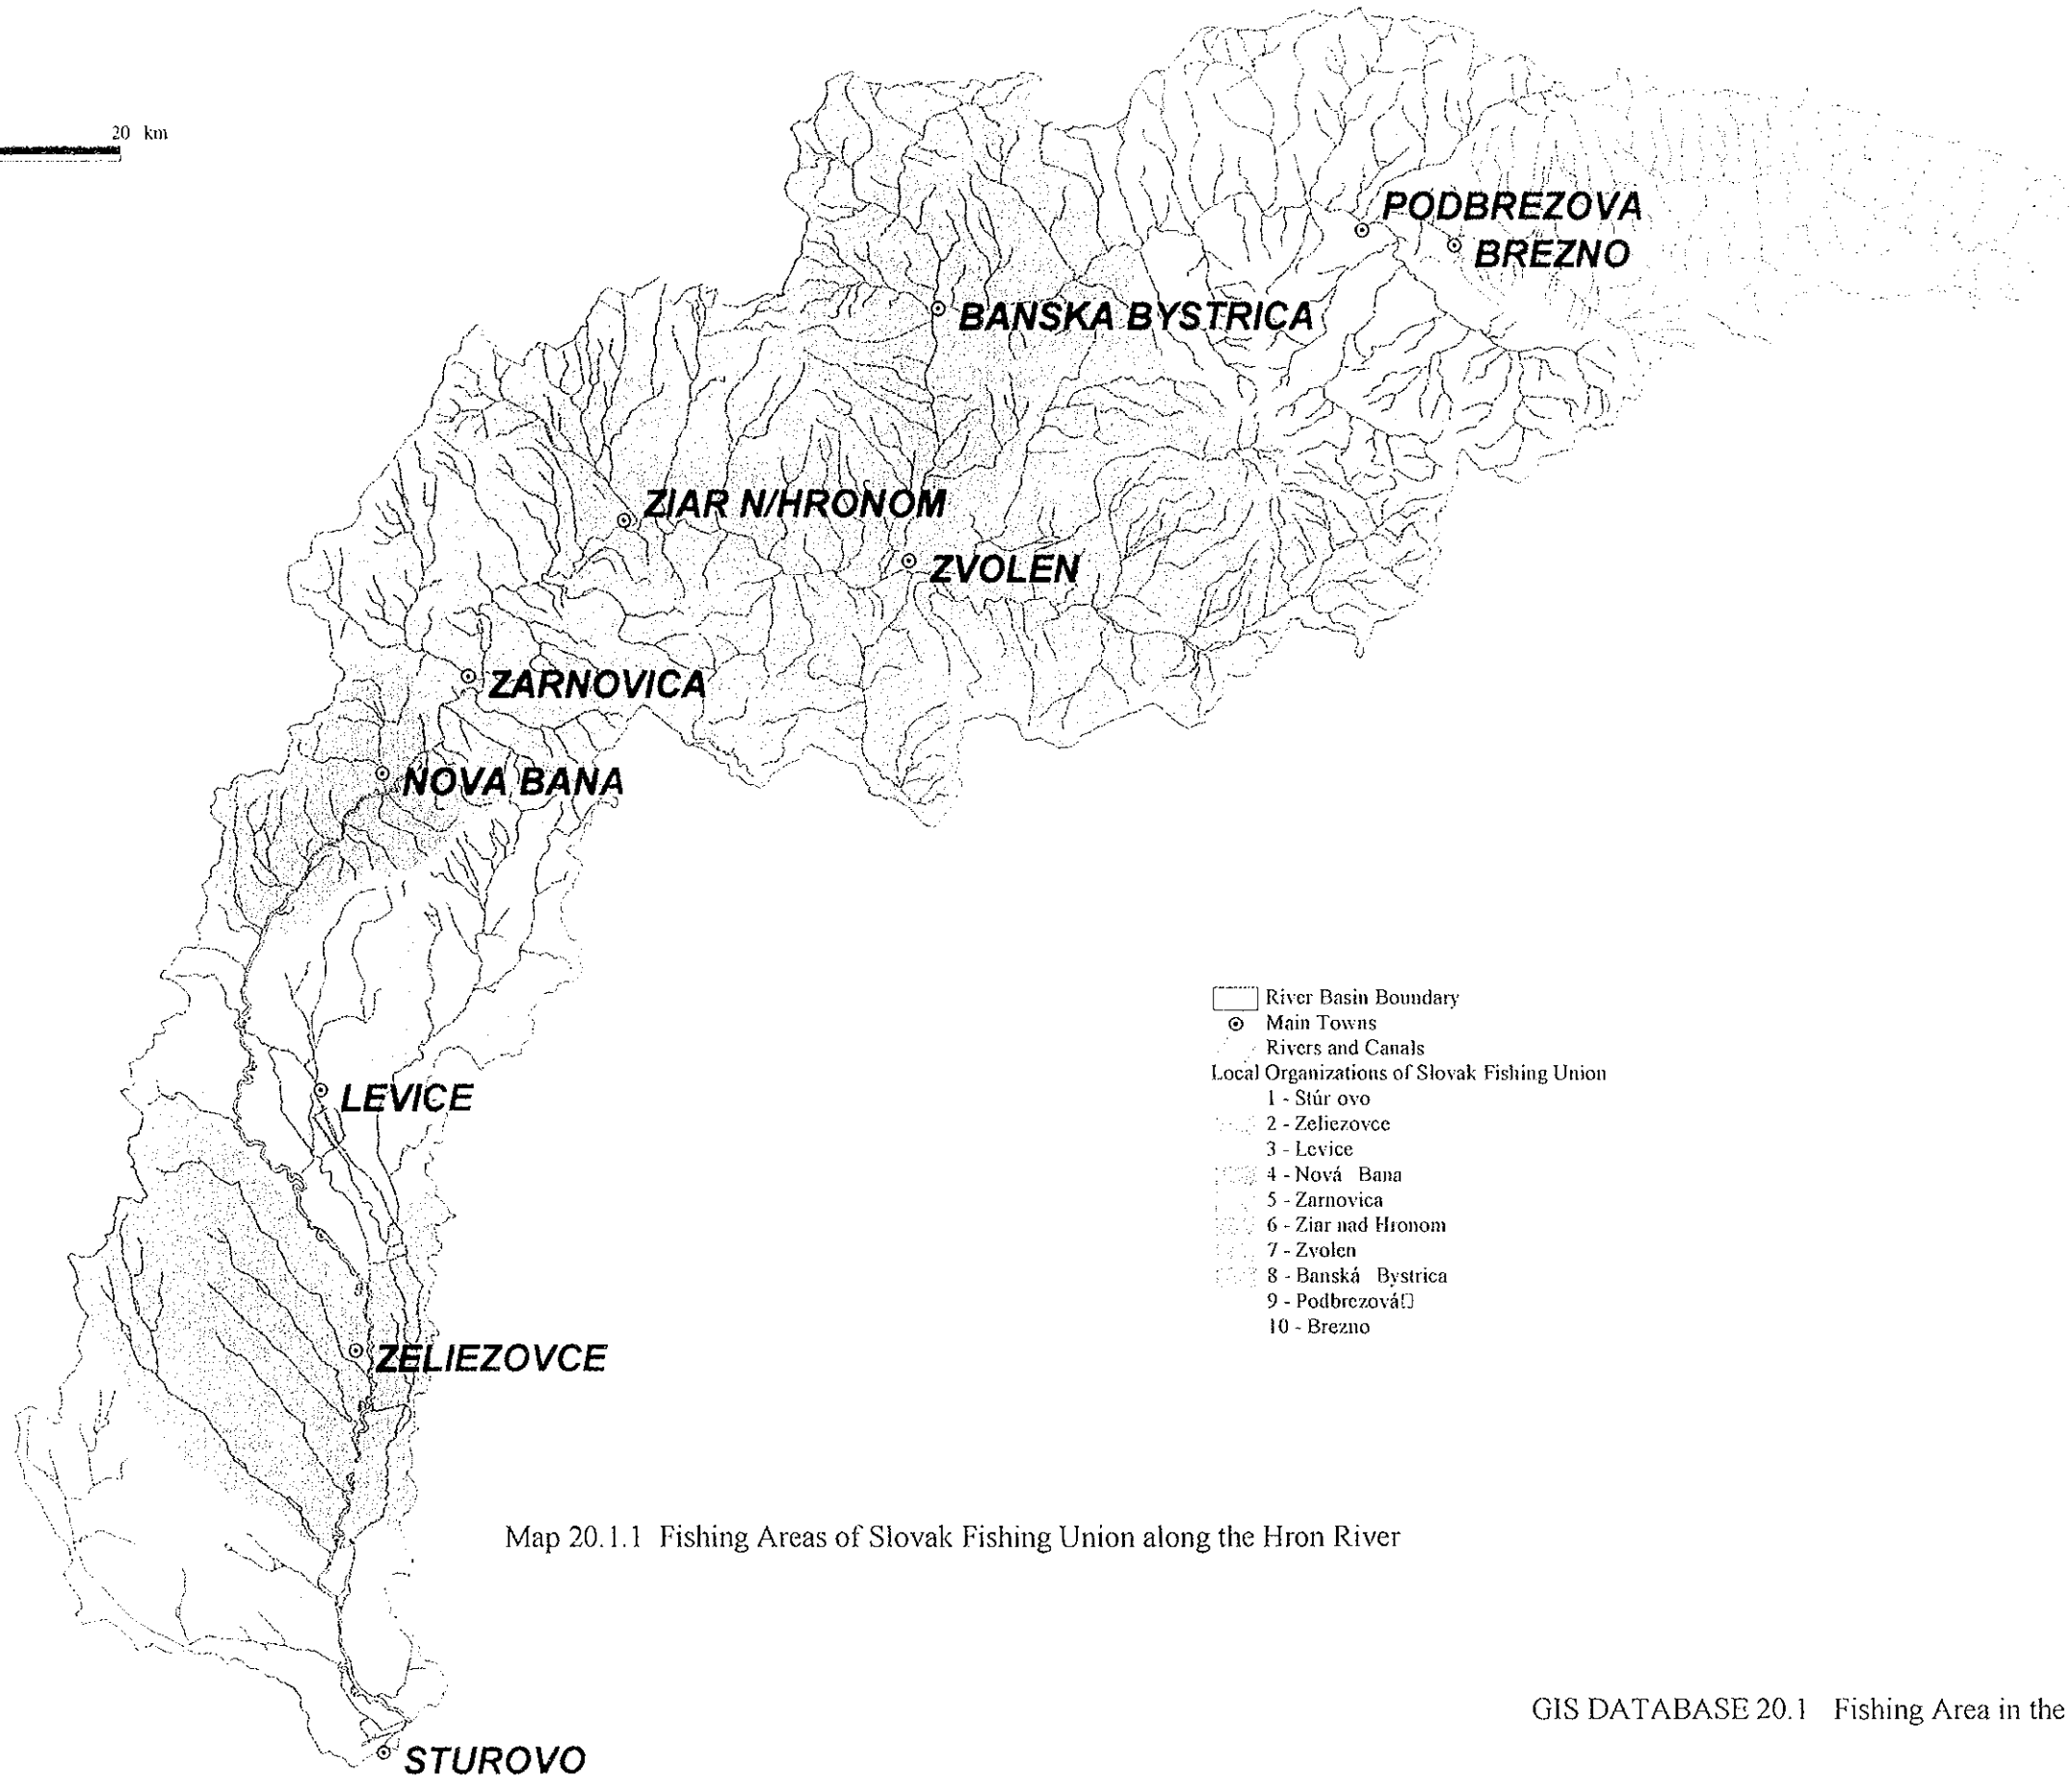 20 km
PODBREZOVA
BREZNO
BANSKA BYSTRICA
ZIAR N/HRONOM
ZVOLEN
ZARNOVICA
NOVA BANA
LEVICE
ZELIEZOVCE
STUROVO
River Basin Boundary
Main Towns
Rivers and Canals
Local Organizations of Slovak Fishing Union
1 - Stúr ovo
2 - Zeliezovce
3 - Levice
4 - Nová Bana
5 - Zarnovica
6 - Ziar nad Hronom
7 - Zvolen
8 - Banská Bystrica
9 - Podbrezová
10 - Brezno
Map 20.1.1 Fishing Areas of Slovak Fishing Union along the Hron River
GIS DATABASE 20.1 Fishing Area in the